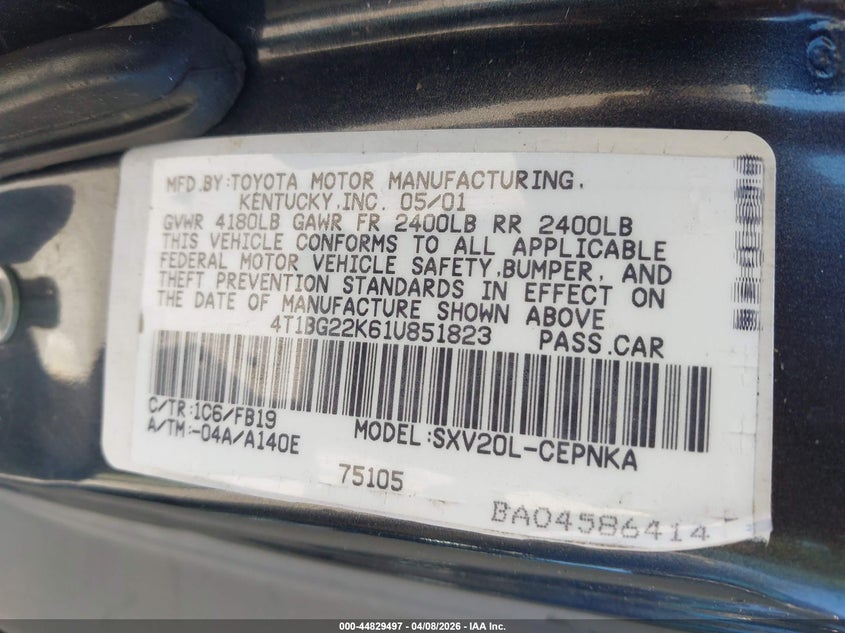 MFD.BY:TOYOTA MOTOR MANUFACTURING,
KENTUCKY,INC. 05/01
GVWR 4180LB GAWR FR 2400LB RR 2400LB
THIS VEHICLE CONFORMS TO ALL APPLICABLE
FEDERAL MOTOR VEHICLE SAFETY,BUMPER, AND
THEFT PREVENTION STANDARDS IN EFFECT ON
THE DATE OF MANUFACTURE SHOWN ABOVE
4T1BG22K61U851823 PASS.CAR
C/TR:1C6/FB19
A/TM:-04A/A140E MODEL:SXV20L-CEPNKA
75105
BA04586414
000-44829497 - 04/08/2026 - IAA Inc.